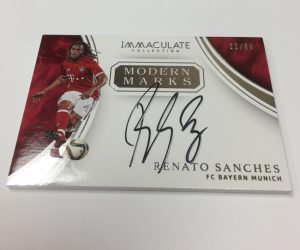 IMMACULATE
COLLECTION
MODERN
MARKS
RENATO SANCHES
FC BAYERN MUNICH